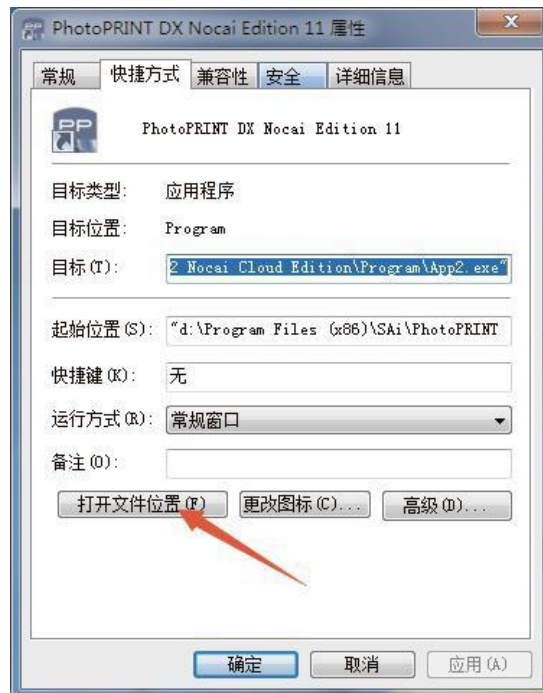 PhotoPRINT DX Nocai Edition 11 属性
常规 快捷方式 兼容性 安全 详细信息
PP
PhotoPRINT DX Nocai Edition 11
目标类型: 应用程序
目标位置: Program
目标(T): 2 Nocai Cloud Edition\Program\App2.exe"
起始位置(S): "d:\Program Files (x86)\SAi\PhotoPRINT
快捷键(K): 无
运行方式(R): 常规窗口
备注(O):
打开文件位置(F) 更改图标(C)... 高级(D)...
确定 取消 应用(A)